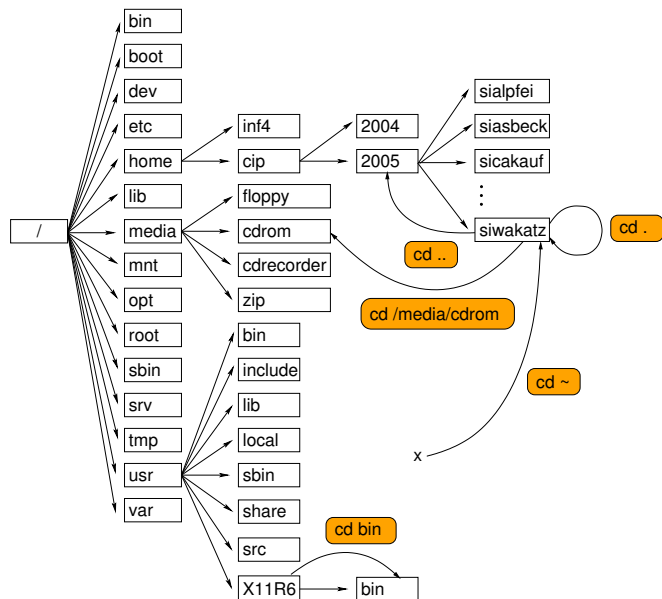 bin
boot
dev
etc
home
lib
/
media
mnt
opt
root
sbin
srv
tmp
usr
var
inf4
cip
floppy
cdrom
cdrecorder
zip
bin
include
lib
local
sbin
share
src
X11R6
bin
2004
2005
sialpfei
siasbeck
sicakauf
siwakatz
cd .
cd ..
cd /media/cdrom
cd ~
x
cd bin